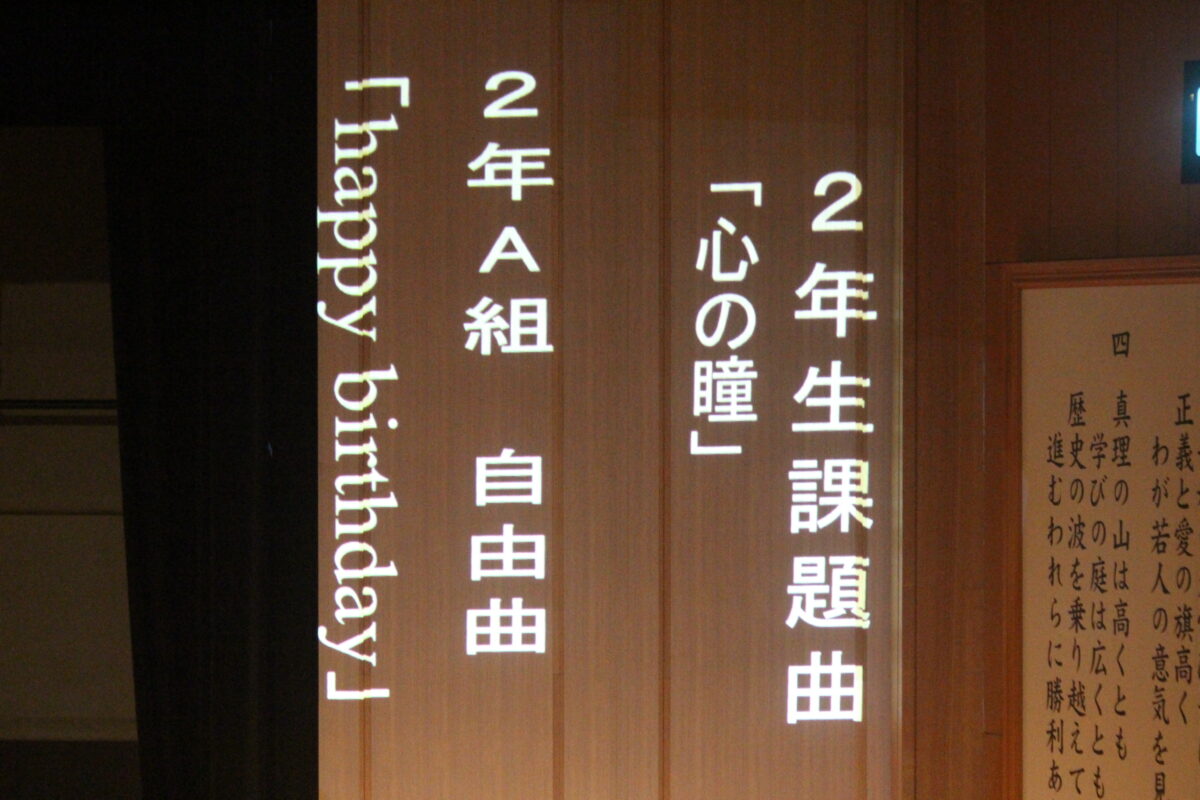 2年生課題曲
「心の瞳」
2年A組 自由曲
「happy birthday」
正義と愛の旗高く
わが若人の意気を見
四 真理の山は高くとも
学びの庭は広くとも
歴史の波を乗り越えて
進むわれらに勝利あ